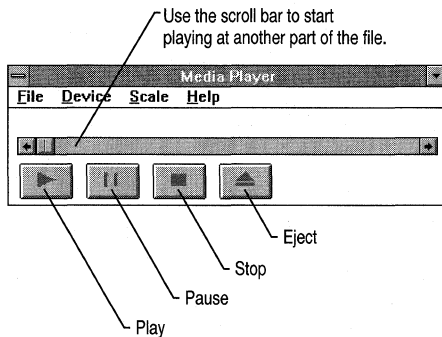 Use the scroll bar to start
playing at another part of the file.
Media Player
File Device Scale Help
Eject
Stop
Pause
Play